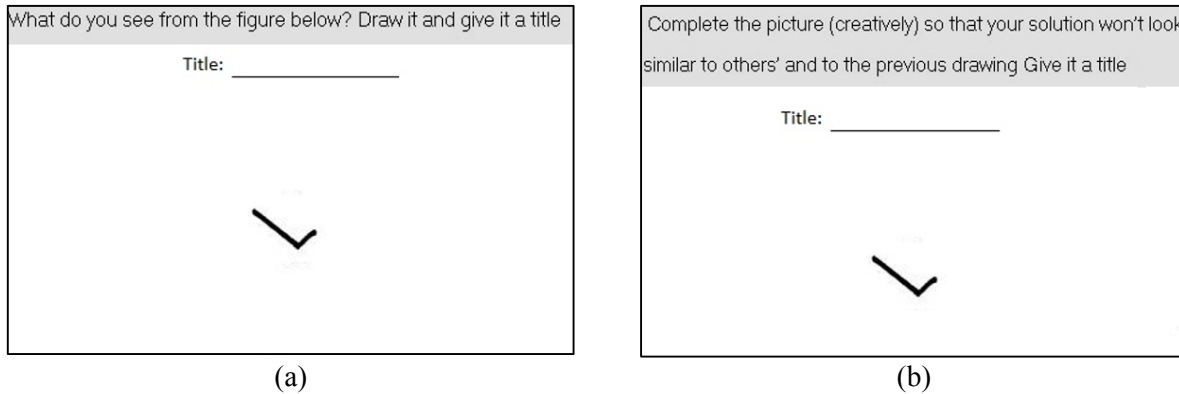 What do you see from the figure below? Draw it and give it a title
Title:
(a)
Complete the picture (creatively) so that your solution won't look
similar to others' and to the previous drawing Give it a title
Title:
(b)